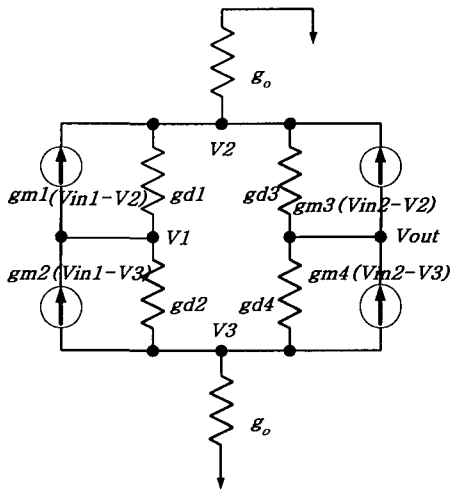 g_o
V2
gm1(Vin1-V2)
gd1
gd3
gm3(Vin2-V2)
V1
Vout
gm2(Vin1-V3)
gm4(Vin2-V3)
gd2
gd4
V3
g_o